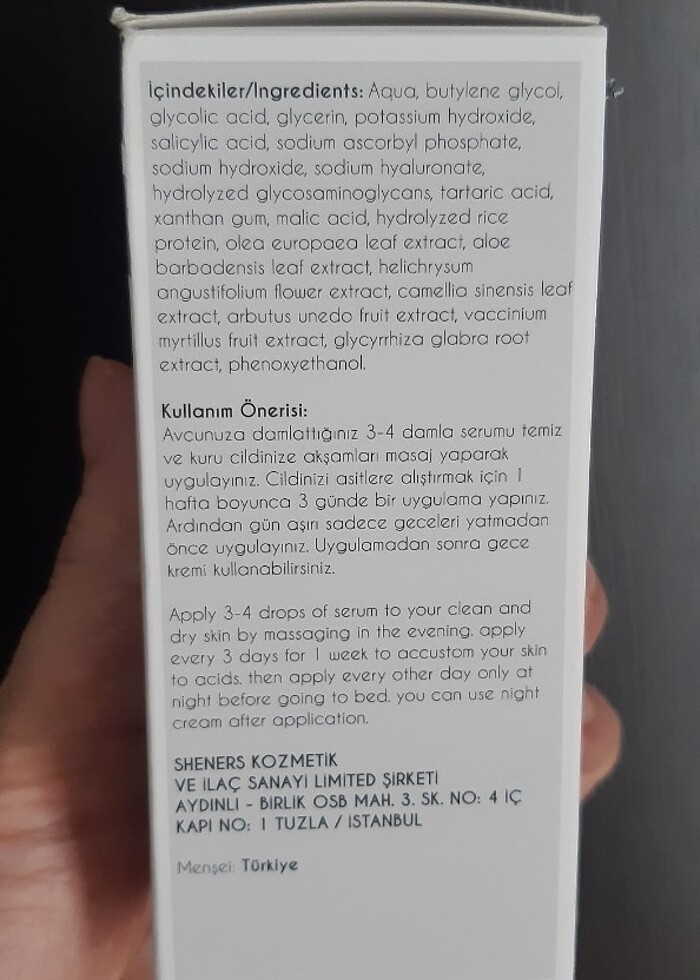 İçindekiler/Ingredients: Aqua, butylene glycol,
glycolic acid, glycerin, potassium hydroxide,
salicylic acid, sodium ascorbyl phosphate,
sodium hydroxide, sodium hyaluronate,
hydrolyzed glycosaminoglycans, tartaric acid,
xanthan gum, malic acid, hydrolyzed rice
protein, olea europaea leaf extract, aloe
barbadensis leaf extract, helichrysum
angustifolium flower extract, camellia sinensis leaf
extract, arbutus unedo fruit extract, vaccinium
myrtillus fruit extract, glycyrrhiza glabra root
extract, phenoxyethanol.
Kullanım Önerisi:
Avcunuza damlattığınız 3-4 damla serumu temiz
ve kuru cildinize akşamları masaj yaparak
uygulayınız. Cildinizi asitlere alıştırmak için 1
hafta boyunca 3 günde bir uygulama yapınız.
Ardından gün aşırı sadece geceleri yatmadan
önce uygulayınız. Uygulamadan sonra gece
kremi kullanabilirsiniz.
Apply 3-4 drops of serum to your clean and
dry skin by massaging in the evening. apply
every 3 days for 1 week to accustom your skin
to acids. then apply every other day only at
night before going to bed. you can use night
cream after application.
SHENERS KOZMETİK
VE İLAÇ SANAYİ LİMİTED ŞİRKETİ
AYDINLI - BİRLİK OSB MAH. 3. SK. NO: 4 İÇ
KAPI NO: 1 TUZLA / İSTANBUL
Menşei: Türkiye